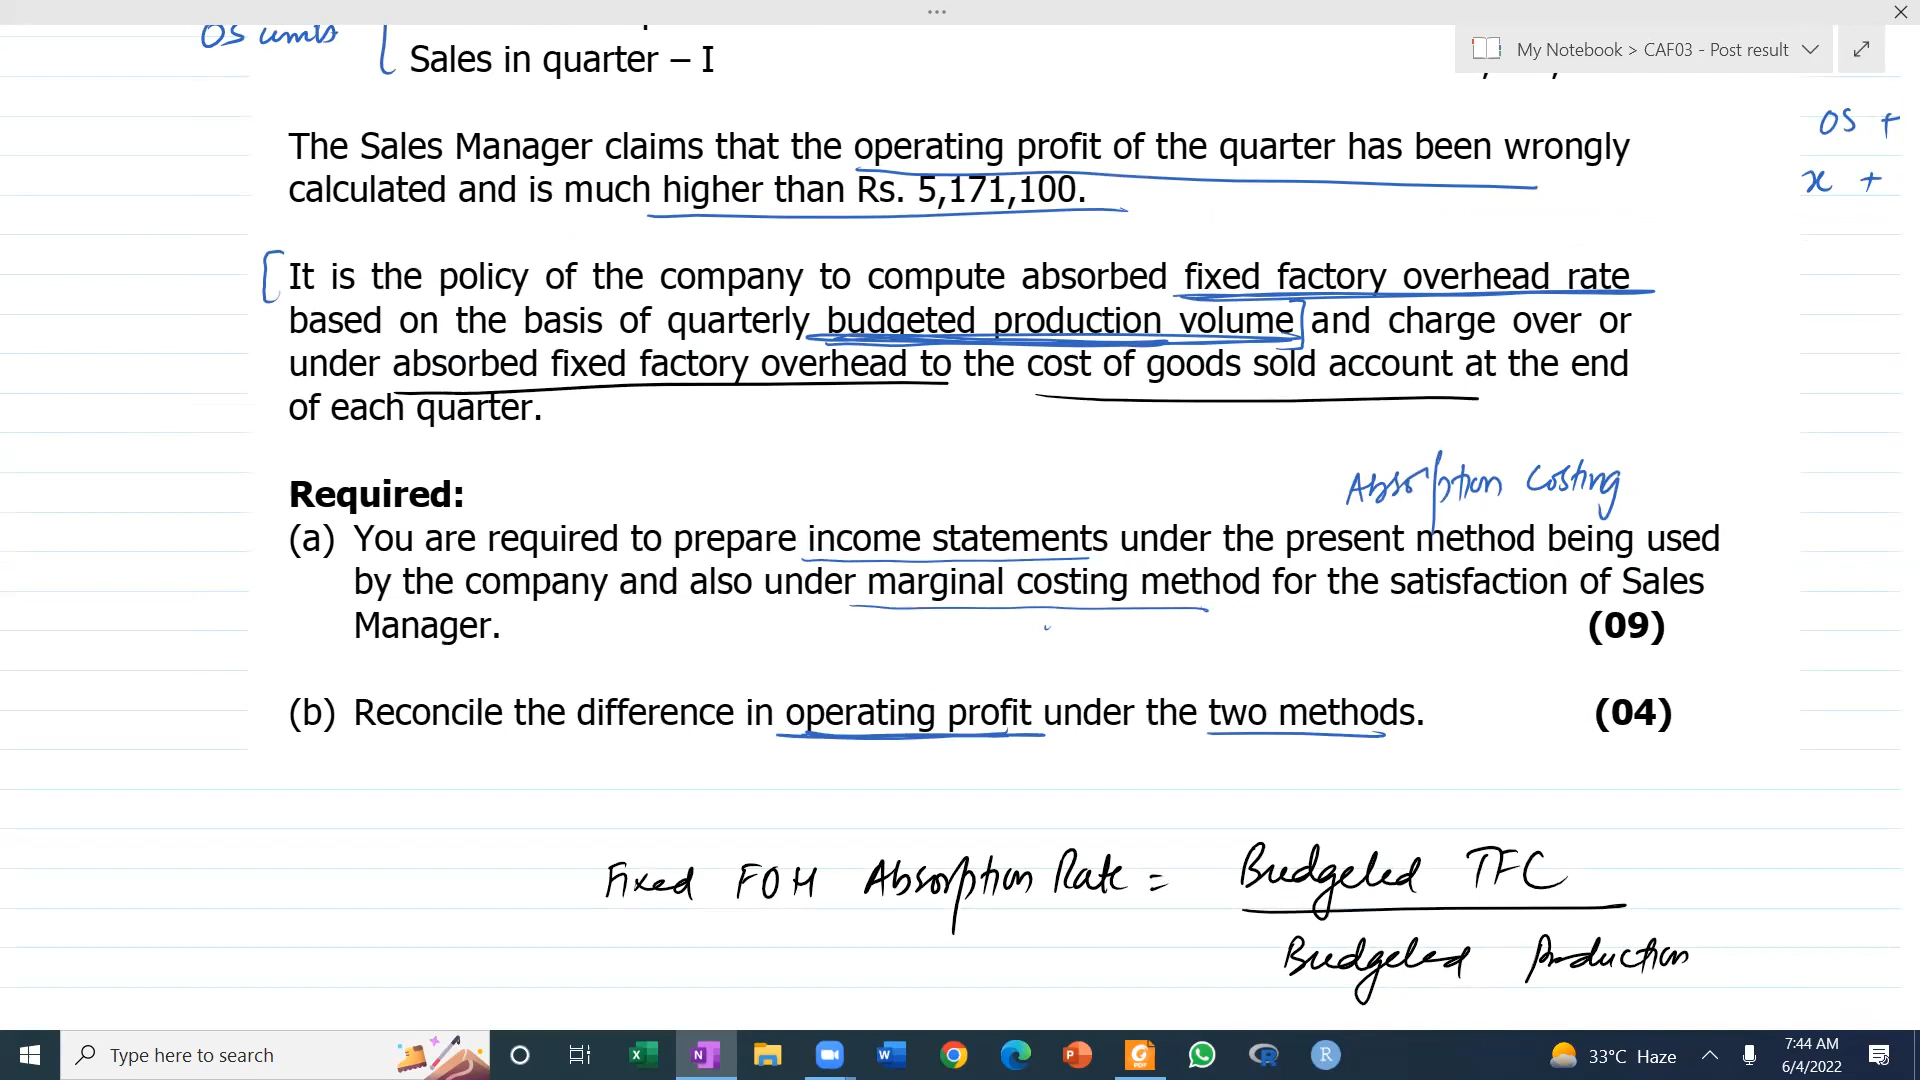 OS units
Sales in quarter – I
My Notebook > CAF03 - Post result
OS +
The Sales Manager claims that the operating profit of the quarter has been wrongly
calculated and is much higher than Rs. 5,171,100.
x +
It is the policy of the company to compute absorbed fixed factory overhead rate
based on the basis of quarterly budgeted production volume and charge over or
under absorbed fixed factory overhead to the cost of goods sold account at the end
of each quarter.
Absorption Costing
Required:
(a) You are required to prepare income statements under the present method being used
by the company and also under marginal costing method for the satisfaction of Sales
Manager. (09)
(b) Reconcile the difference in operating profit under the two methods. (04)
Fixed FOH Absorption Rate = Budgeted TFC
Budgeted Production
Type here to search
33°C Haze
7:44 AM
6/4/2022